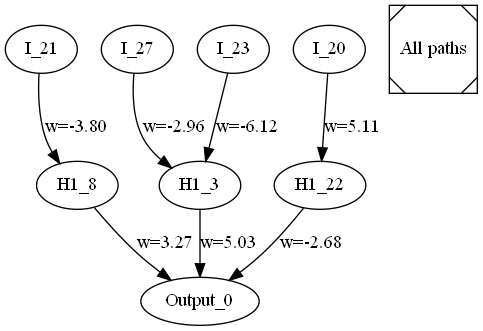 I_21
I_27
I_23
I_20
All paths
w=-3.80
w=-2.96
w=-6.12
w=5.11
H1_8
H1_3
H1_22
w=3.27
w=5.03
w=-2.68
Output_0